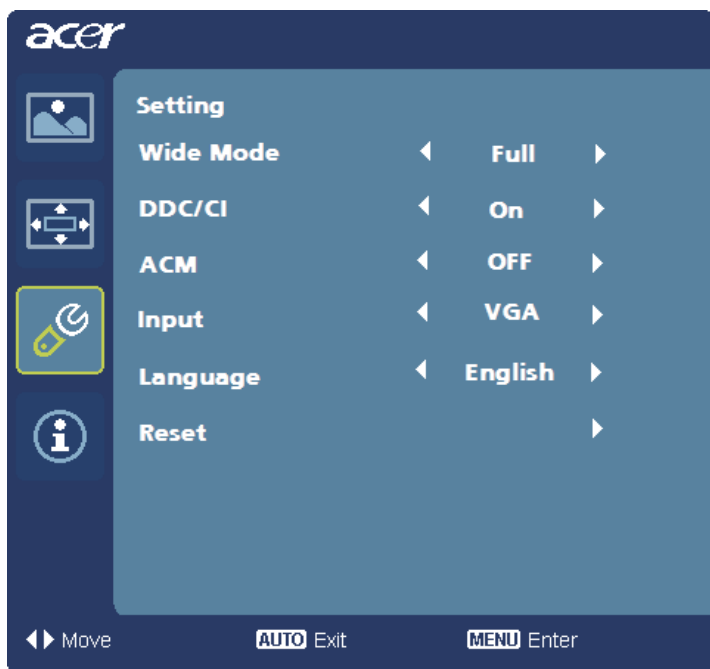 acer
Setting
Wide Mode Full
DDC/CI On
ACM OFF
Input VGA
Language English
Reset
Move AUTO Exit MENU Enter